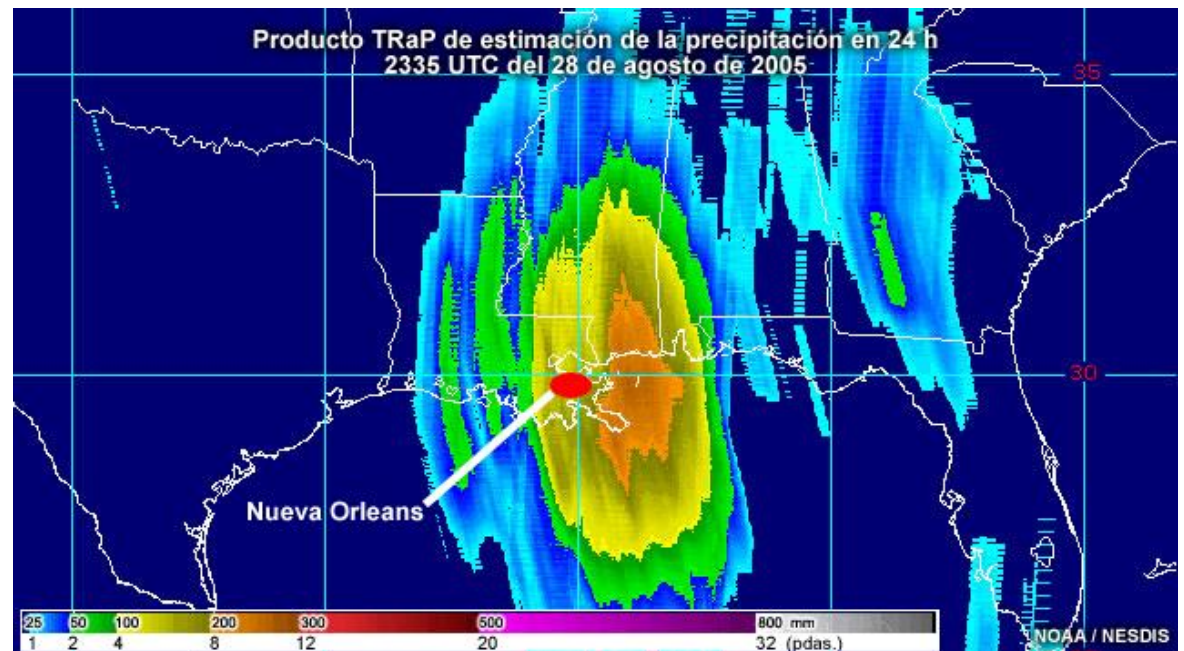 Producto TRaP de estimación de la precipitación en 24 h
2335 UTC del 28 de agosto de 2005
35
30
Nueva Orleans
25 50 100 200 300 500 800 mm
1 2 4 8 12 20 32 (pdas.)
NOAA / NESDIS